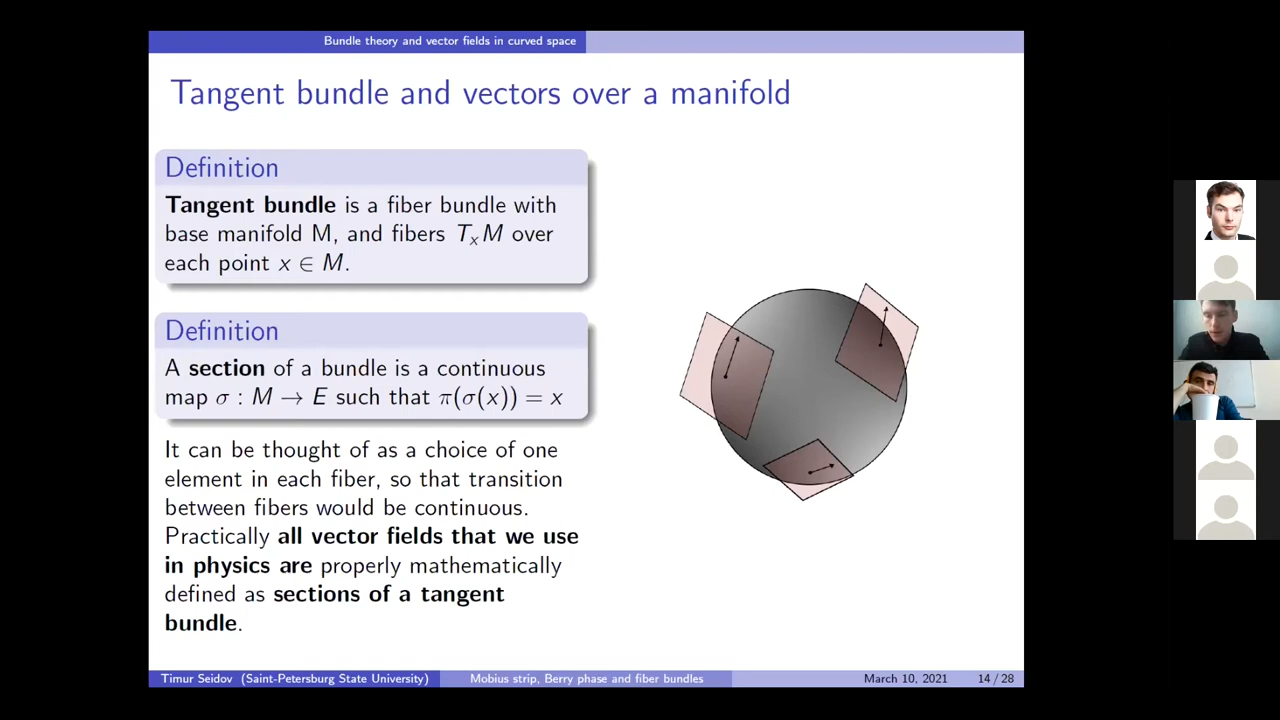 Bundle theory and vector fields in curved space
Tangent bundle and vectors over a manifold
Definition
Tangent bundle is a fiber bundle with
base manifold M, and fibers TₓM over
each point x ∈ M.
Definition
A section of a bundle is a continuous
map σ : M → E such that π(σ(x)) = x
It can be thought of as a choice of one
element in each fiber, so that transition
between fibers would be continuous.
Practically all vector fields that we use
in physics are properly mathematically
defined as sections of a tangent
bundle.
Timur Seidov (Saint-Petersburg State University)
Mobius strip, Berry phase and fiber bundles
March 10, 2021
14 / 28